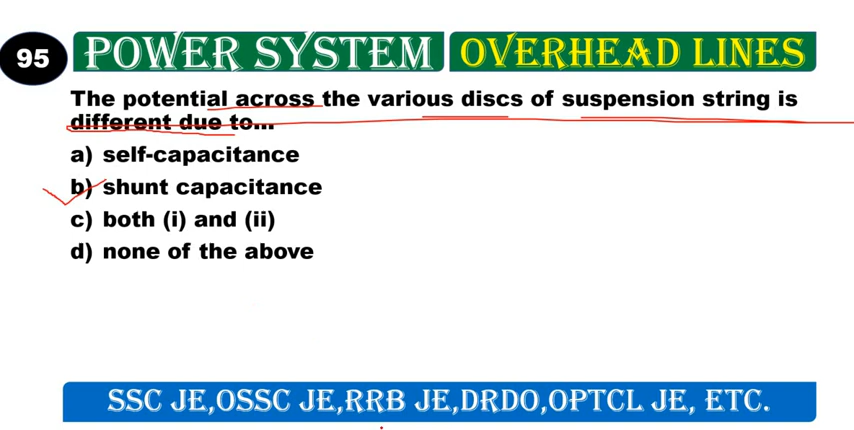 95
POWER SYSTEM
OVERHEAD LINES
The potential across the various discs of suspension string is
different due to...
a) self-capacitance
b) shunt capacitance
c) both (i) and (ii)
d) none of the above
SSC JE,OSSC JE,RRB JE,DRDO,OPTCL JE, ETC.